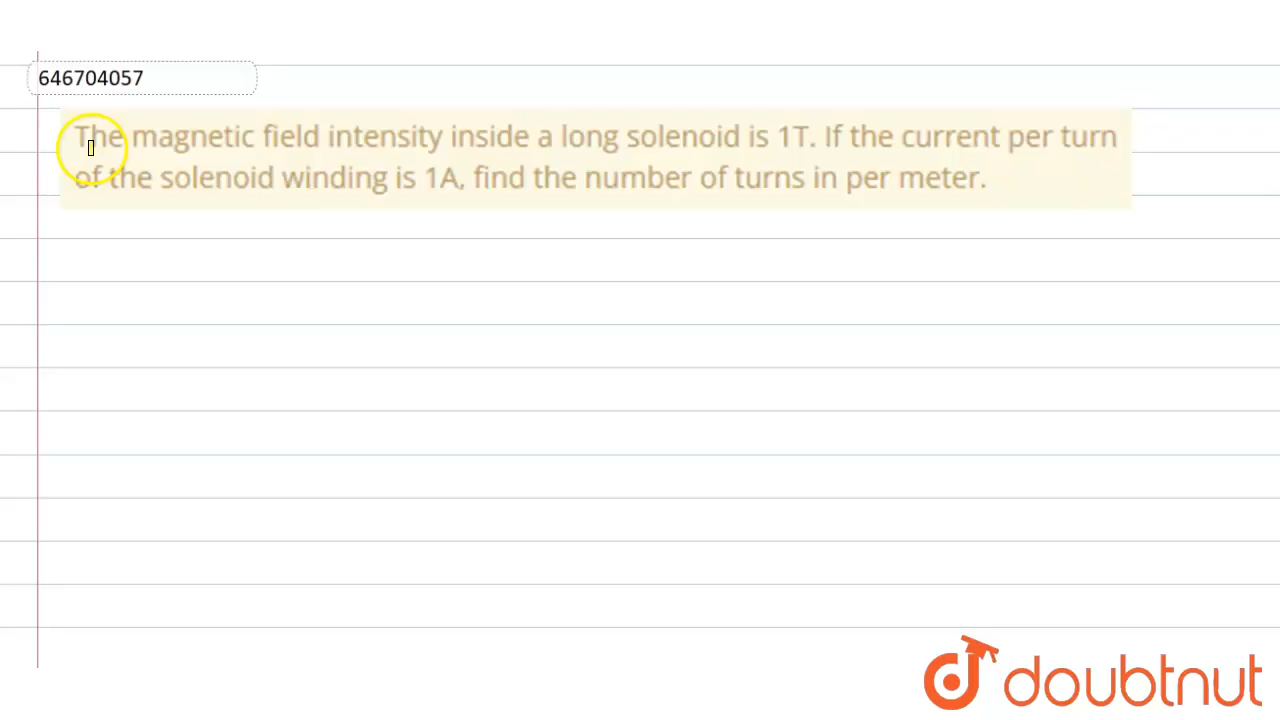 646704057
The magnetic field intensity inside a long solenoid is 1T. If the current per turn
of the solenoid winding is 1A, find the number of turns in per meter.
doubtnut